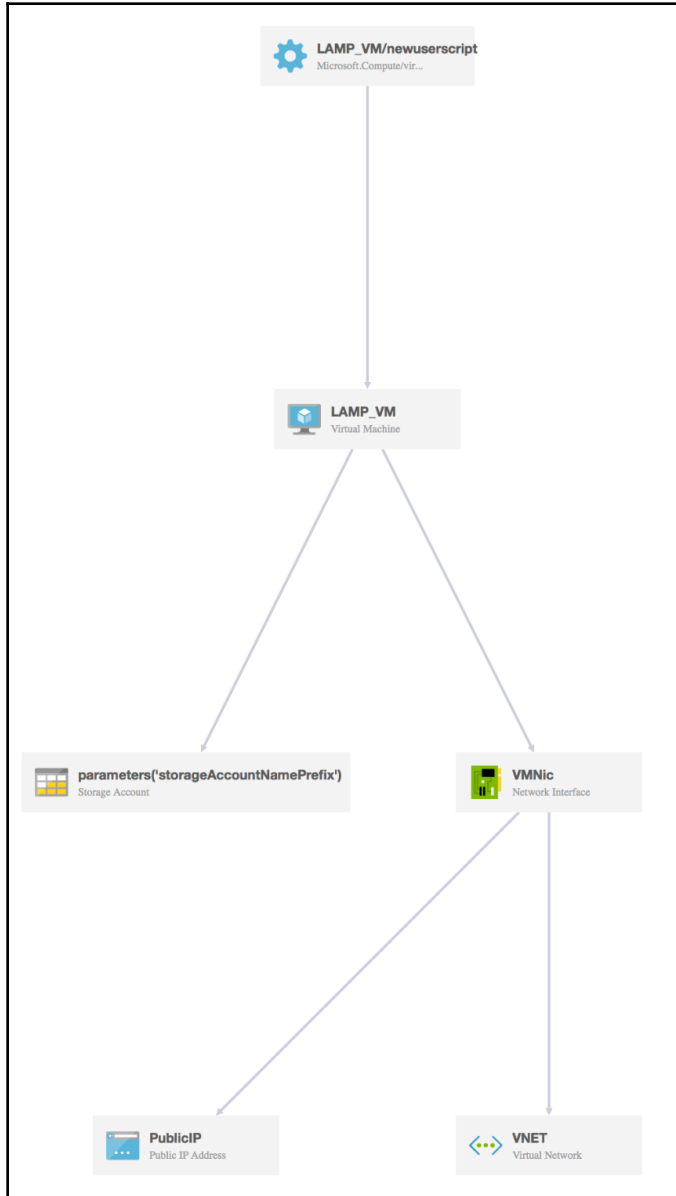 LAMP_VM/newuserscript
Microsoft.Compute/vir...
LAMP_VM
Virtual Machine
parameters('storageAccountNamePrefix')
Storage Account
VMNic
Network Interface
PublicIP
Public IP Address
VNET
Virtual Network